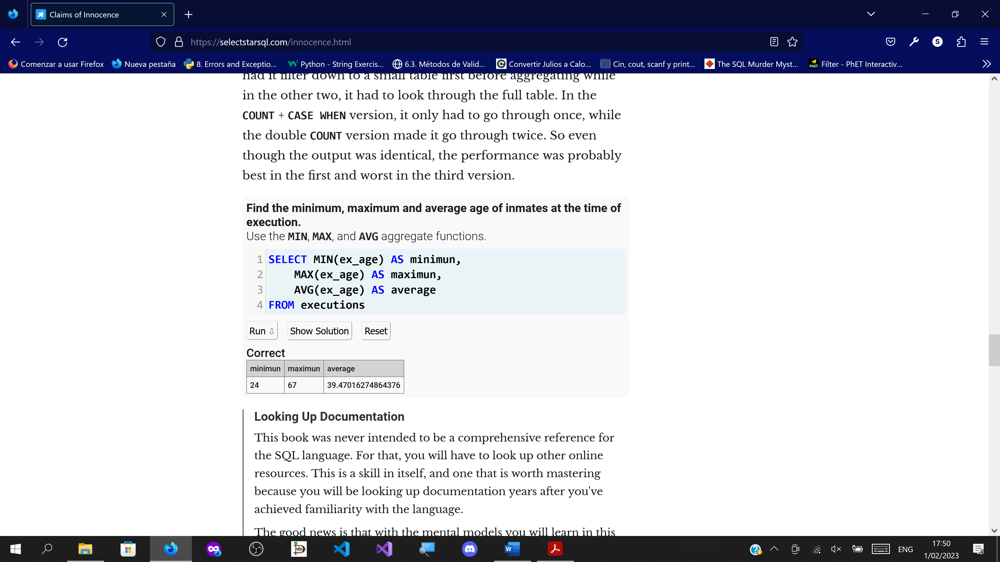 Claims of Innocence
https://selectstarsql.com/innocence.html
S
Comenzar a usar Firefox Nueva pestaña 8. Errors and Exceptio... Python - String Exercis... 6.3. Métodos de Valid... Convertir Julios a Calo... Cin, cout, scanf y print... The SQL Murder Myst... Filter - PhET Interactiv...
had it filter down to a small table first before aggregating while
in the other two, it had to look through the full table. In the
COUNT + CASE WHEN version, it only had to go through once, while
the double COUNT version made it go through twice. So even
though the output was identical, the performance was probably
best in the first and worst in the third version.
Find the minimum, maximum and average age of inmates at the time of
execution.
Use the MIN, MAX, and AVG aggregate functions.
1 SELECT MIN(ex_age) AS minimun,
2 MAX(ex_age) AS maximun,
3 AVG(ex_age) AS average
4 FROM executions
Run ⇩ Show Solution Reset
Correct
minimun maximun average
24 67 39.47016274864376
Looking Up Documentation
This book was never intended to be a comprehensive reference for
the SQL language. For that, you will have to look up other online
resources. This is a skill in itself, and one that is worth mastering
because you will be looking up documentation years after you've
achieved familiarity with the language.
The good news is that with the mental models you will learn in this
ENG
17:50
1/02/2023